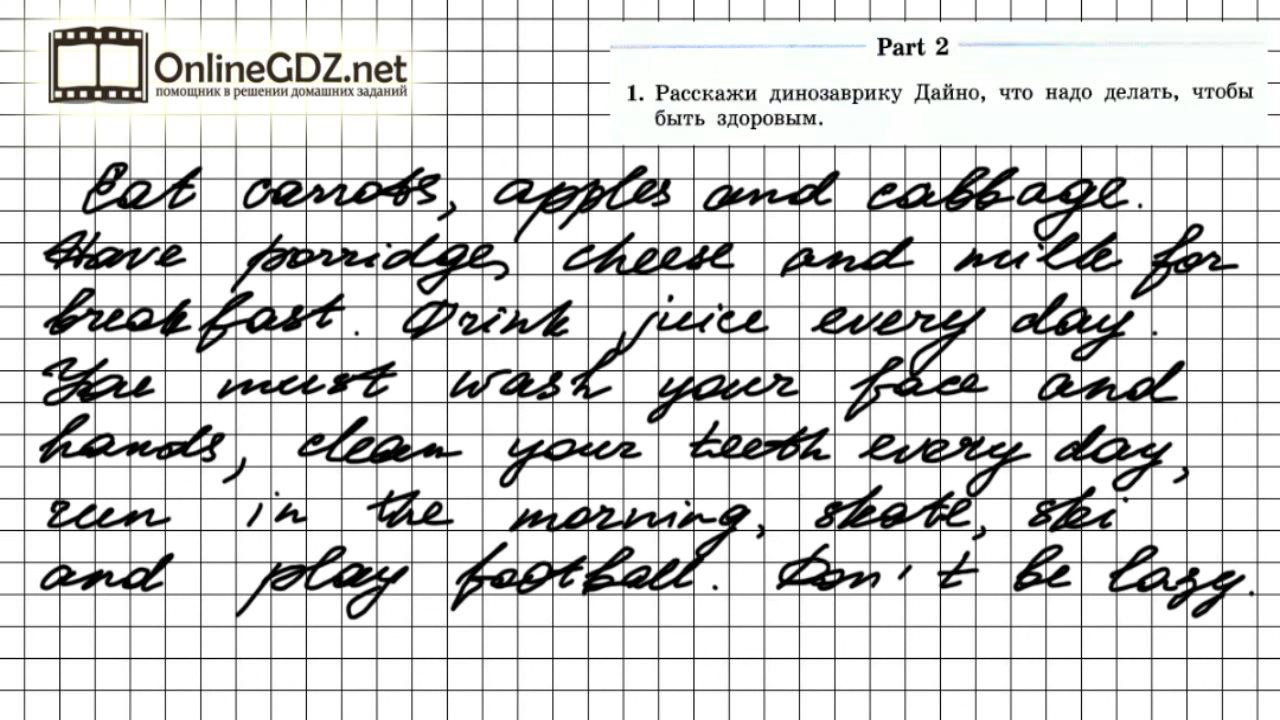 OnlineGDZ.net
помощник в решении домашних заданий
Part 2
1. Расскажи динозаврику Дайно, что надо делать, чтобы
быть здоровым.
Eat carrots, apples and cabbage.
Have porridge, cheese and milk for
breakfast. Drink juice every day.
You must wash your face and
hands, clean your teeth every day,
run in the morning, skate, ski
and play football. Don't be lazy.